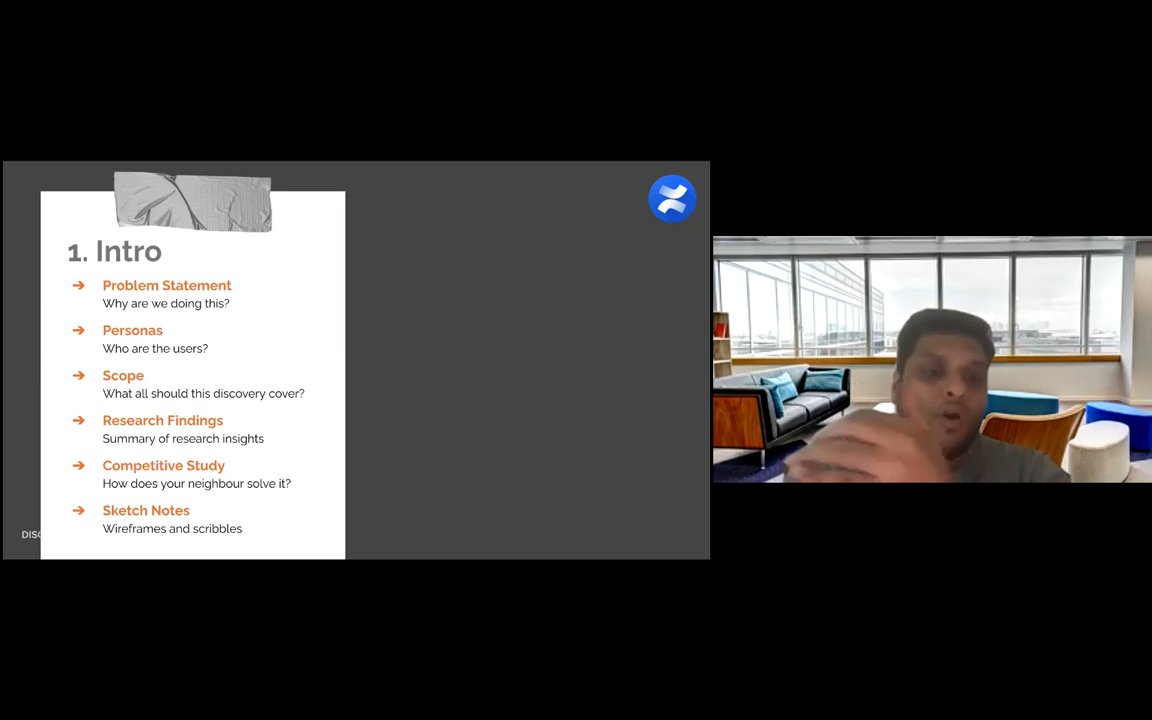 1. Intro
➔ Problem Statement
Why are we doing this?
➔ Personas
Who are the users?
➔ Scope
What all should this discovery cover?
➔ Research Findings
Summary of research insights
➔ Competitive Study
How does your neighbour solve it?
➔ Sketch Notes
Wireframes and scribbles